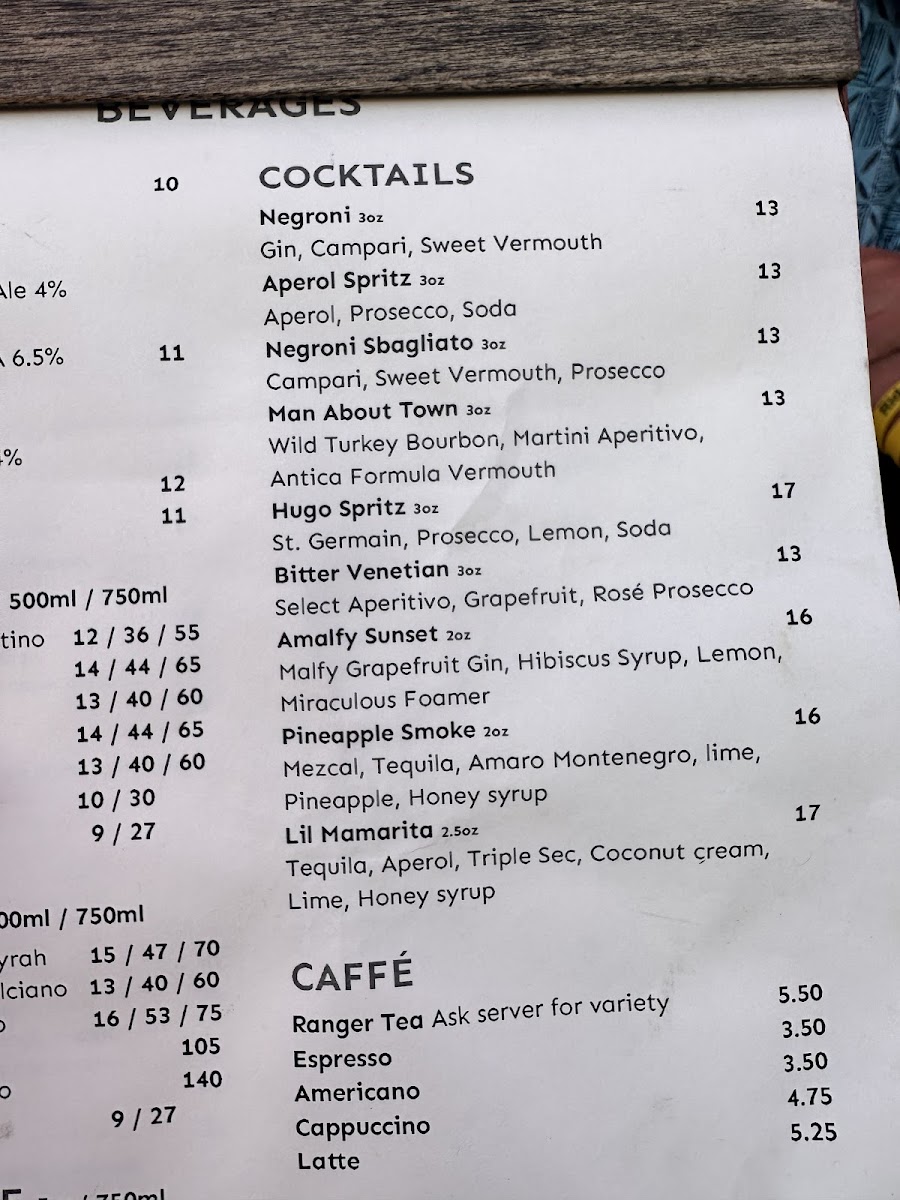 BEVERAGES
10
Ale 4%
6.5% 11
4%
12
11
500ml / 750ml
tino 12 / 36 / 55
14 / 44 / 65
13 / 40 / 60
14 / 44 / 65
13 / 40 / 60
10 / 30
9 / 27
00ml / 750ml
yrah 15 / 47 / 70
lciano 13 / 40 / 60
o 16 / 53 / 75
105
o 140
9 / 27
/ 750ml
COCKTAILS
Negroni 3oz 13
Gin, Campari, Sweet Vermouth
Aperol Spritz 3oz 13
Aperol, Prosecco, Soda
Negroni Sbagliato 3oz 13
Campari, Sweet Vermouth, Prosecco
Man About Town 3oz 13
Wild Turkey Bourbon, Martini Aperitivo,
Antica Formula Vermouth
Hugo Spritz 3oz 17
St. Germain, Prosecco, Lemon, Soda
Bitter Venetian 3oz 13
Select Aperitivo, Grapefruit, Rosé Prosecco
Amalfy Sunset 2oz 16
Malfy Grapefruit Gin, Hibiscus Syrup, Lemon,
Miraculous Foamer
Pineapple Smoke 2oz 16
Mezcal, Tequila, Amaro Montenegro, lime,
Pineapple, Honey syrup
Lil Mamarita 2.5oz 17
Tequila, Aperol, Triple Sec, Coconut cream,
Lime, Honey syrup
CAFFÉ
Ranger Tea Ask server for variety 5.50
Espresso 3.50
Americano 3.50
Cappuccino 4.75
Latte 5.25